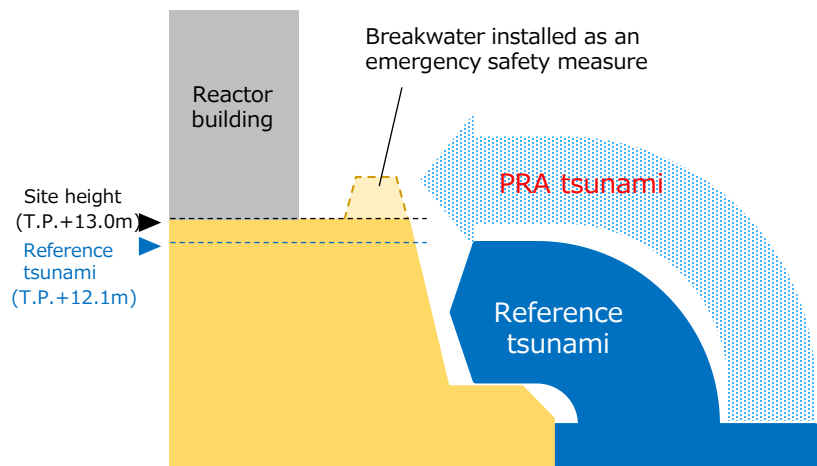 Breakwater installed as an
emergency safety measure
Reactor
building
PRA tsunami
Site height
(T.P.+13.0m)
Reference
tsunami
(T.P.+12.1m)
Reference
tsunami